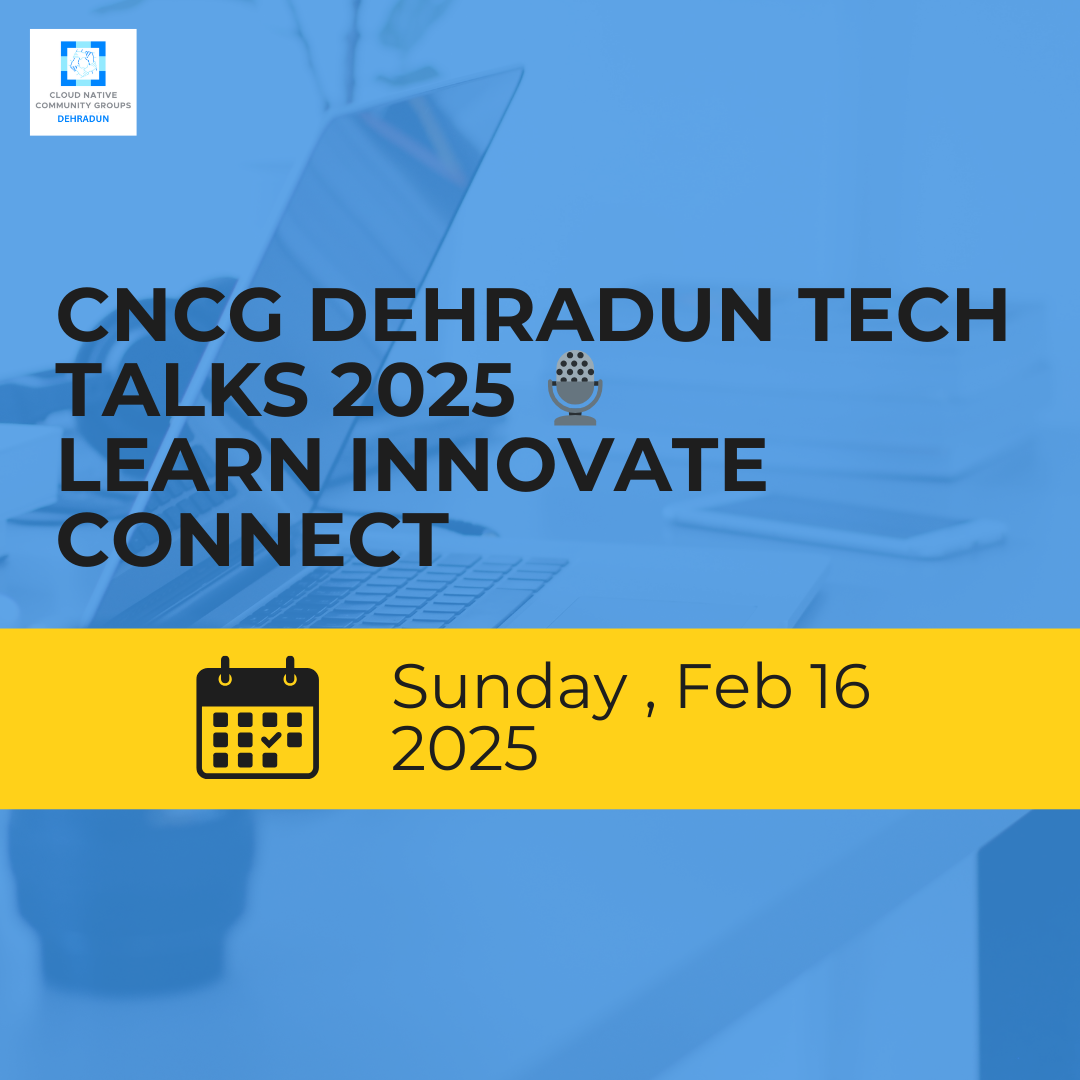 CLOUD NATIVE
COMMUNITY GROUPS
DEHRADUN
CNCG DEHRADUN TECH
TALKS 2025
LEARN INNOVATE
CONNECT
Sunday , Feb 16
2025